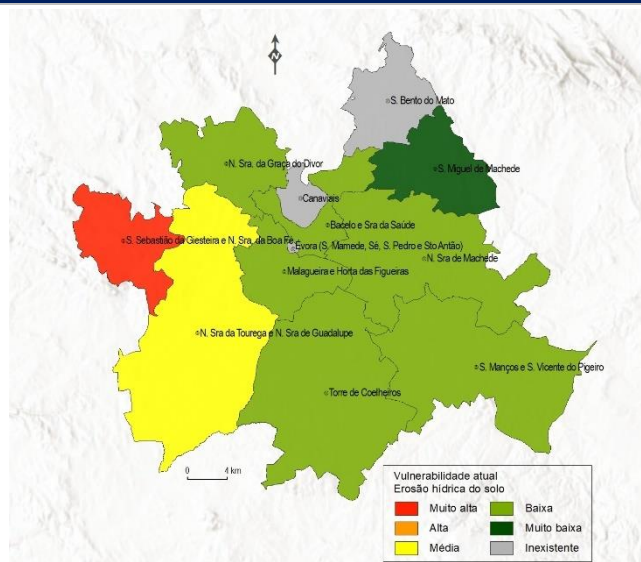 N
S. Bento do Mato
N. Sra. da Graça do Divor
S. Miguel de Machede
Canaviais
Bacelo e Sra da Saúde
S. Sebastião da Giesteira e N. Sra. da Boa Fé
Évora (S. Mamede, Sé, S. Pedro e Sto Antão)
N. Sra de Machede
Malagueira e Horta das Figueiras
N. Sra da Tourega e N. Sra de Guadalupe
S. Manços e S. Vicente do Pigeiro
Torre de Coelheiros
0 4 km
Vulnerabilidade atual
Erosão hídrica do solo
Muito alta
Baixa
Alta
Muito baixa
Média
Inexistente